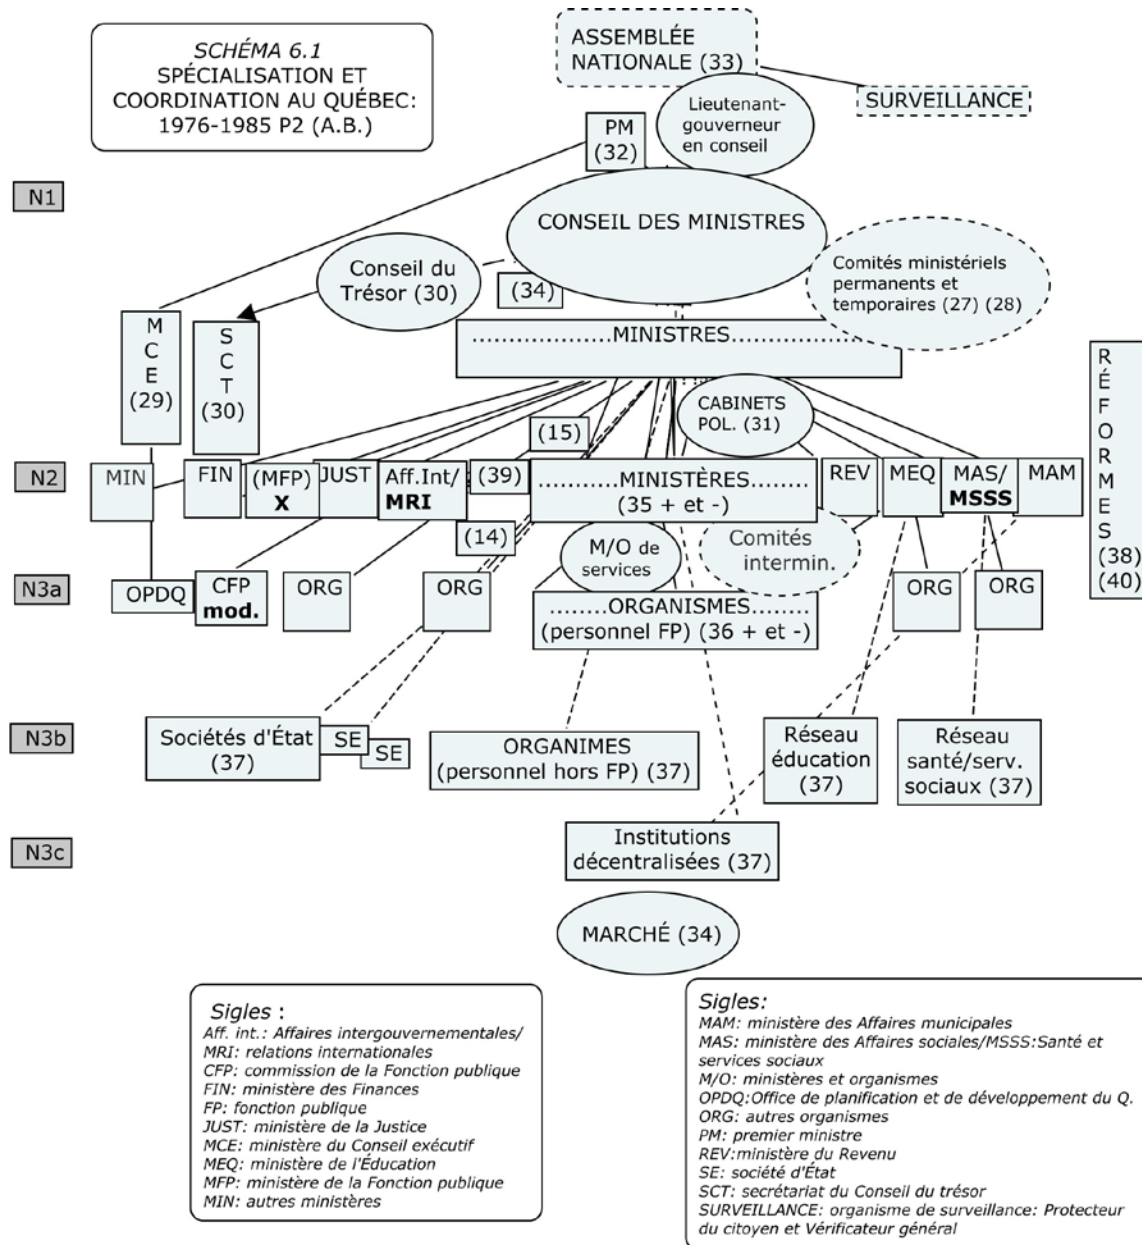 SCHÉMA 6.1
SPÉCIALISATION ET
COORDINATION AU QUÉBEC:
1976-1985 P2 (A.B.)
ASSEMBLÉE
NATIONALE (33)
SURVEILLANCE
Lieutenant-
gouverneur
en conseil
PM
(32)
N1
CONSEIL DES MINISTRES
Conseil du
Trésor (30)
(34)
Comités ministériels
permanents et
temporaires (27) (28)
M
C
E
(29)
S
C
T
(30)
...................MINISTRES...................
R
É
F
O
R
M
E
S
(38)
(40)
CABINETS
POL. (31)
(15)
N2
MIN
FIN
(MFP)
X
JUST
Aff.Int/
MRI
(39)
...........MINISTÈRES...........
(35 + et -)
REV
MEQ
MAS/
MSSS
MAM
(14)
M/O de
services
Comités
intermin.
N3a
OPDQ
CFP
mod.
ORG
ORG
........ORGANISMES........
(personnel FP) (36 + et -)
ORG
ORG
N3b
Sociétés d'État
(37)
SE
SE
ORGANIMES
(personnel hors FP) (37)
Réseau
éducation
(37)
Réseau
santé/serv.
sociaux (37)
N3c
Institutions
décentralisées (37)
MARCHÉ (34)
Sigles :
Aff. int.: Affaires intergouvernementales/
MRI: relations internationales
CFP: commission de la Fonction publique
FIN: ministère des Finances
FP: fonction publique
JUST: ministère de la Justice
MCE: ministère du Conseil exécutif
MEQ: ministère de l'Éducation
MFP: ministère de la Fonction publique
MIN: autres ministères
Sigles:
MAM: ministère des Affaires municipales
MAS: ministère des Affaires sociales/MSSS:Santé et
services sociaux
M/O: ministères et organismes
OPDQ:Office de planification et de développement du Q.
ORG: autres organismes
PM: premier ministre
REV:ministère du Revenu
SE: société d'État
SCT: secrétariat du Conseil du trésor
SURVEILLANCE: organisme de surveillance: Protecteur
du citoyen et Vérificateur général